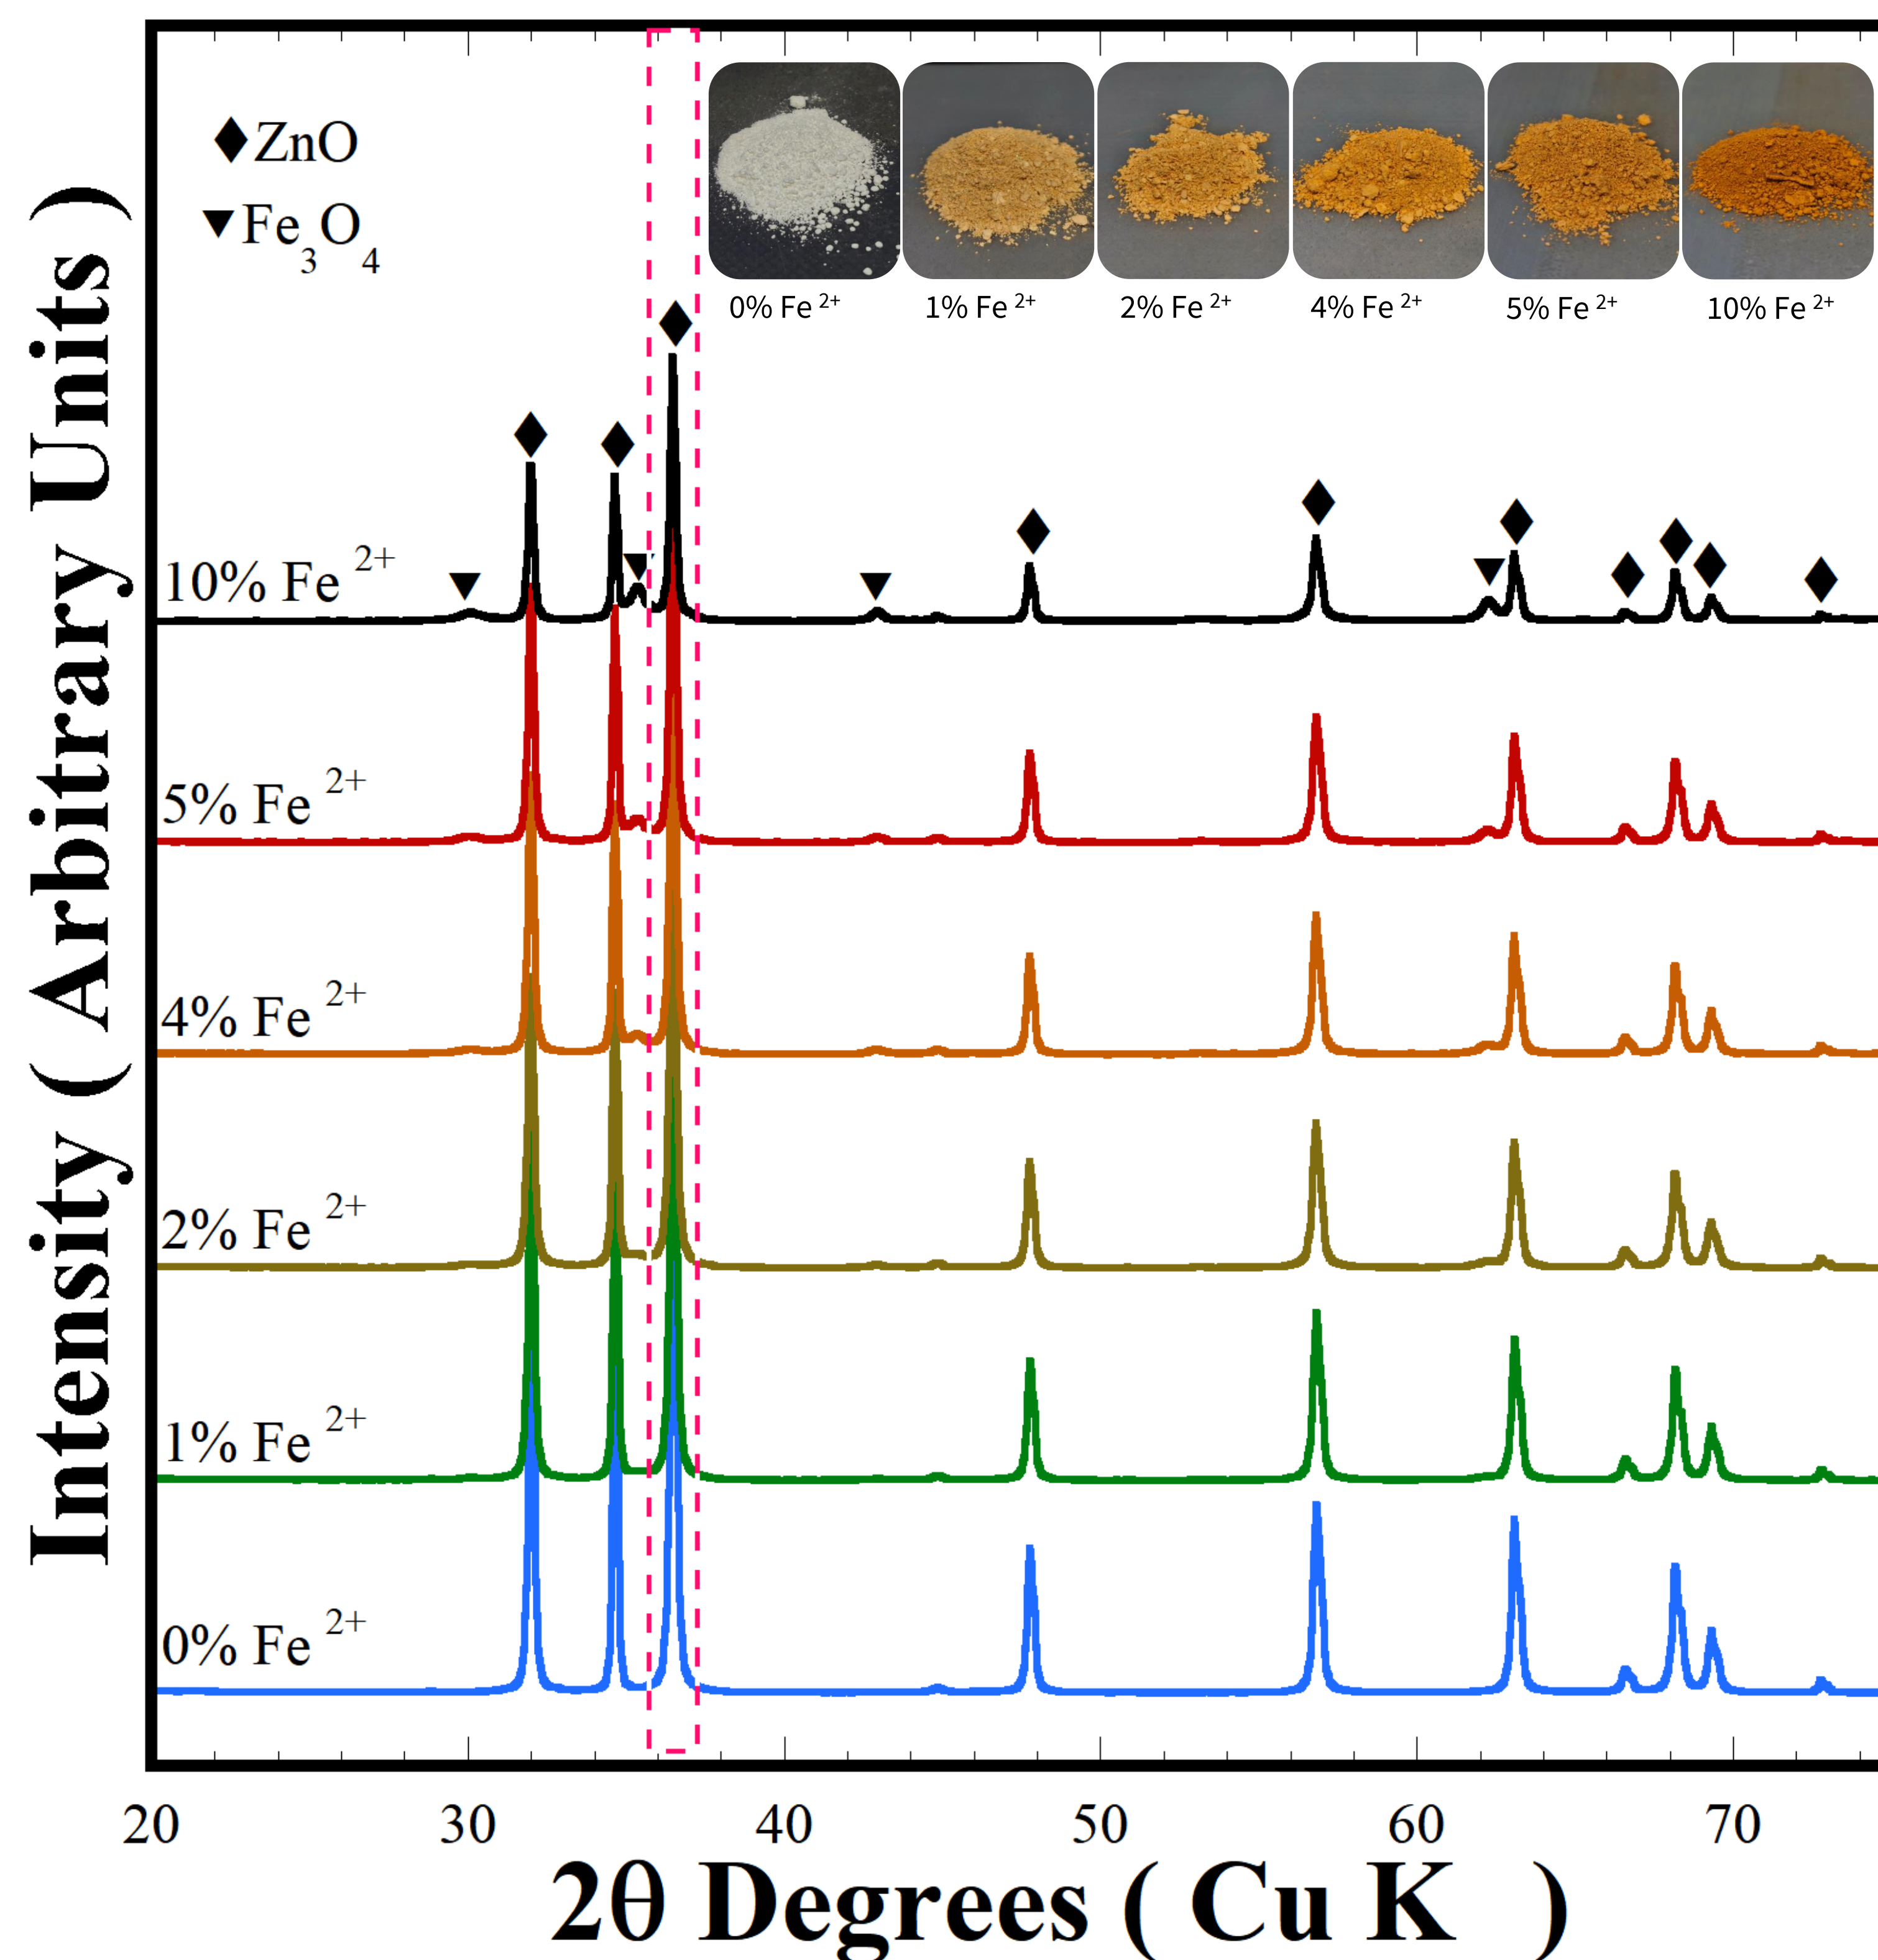 ◆ZnO
▼Fe3O4
0% Fe 2+
1% Fe 2+
2% Fe 2+
4% Fe 2+
5% Fe 2+
10% Fe 2+
10% Fe 2+
5% Fe 2+
4% Fe 2+
2% Fe 2+
1% Fe 2+
0% Fe 2+
Intensity ( Arbitrary Units )
20 30 40 50 60 70
2θ Degrees ( Cu K )